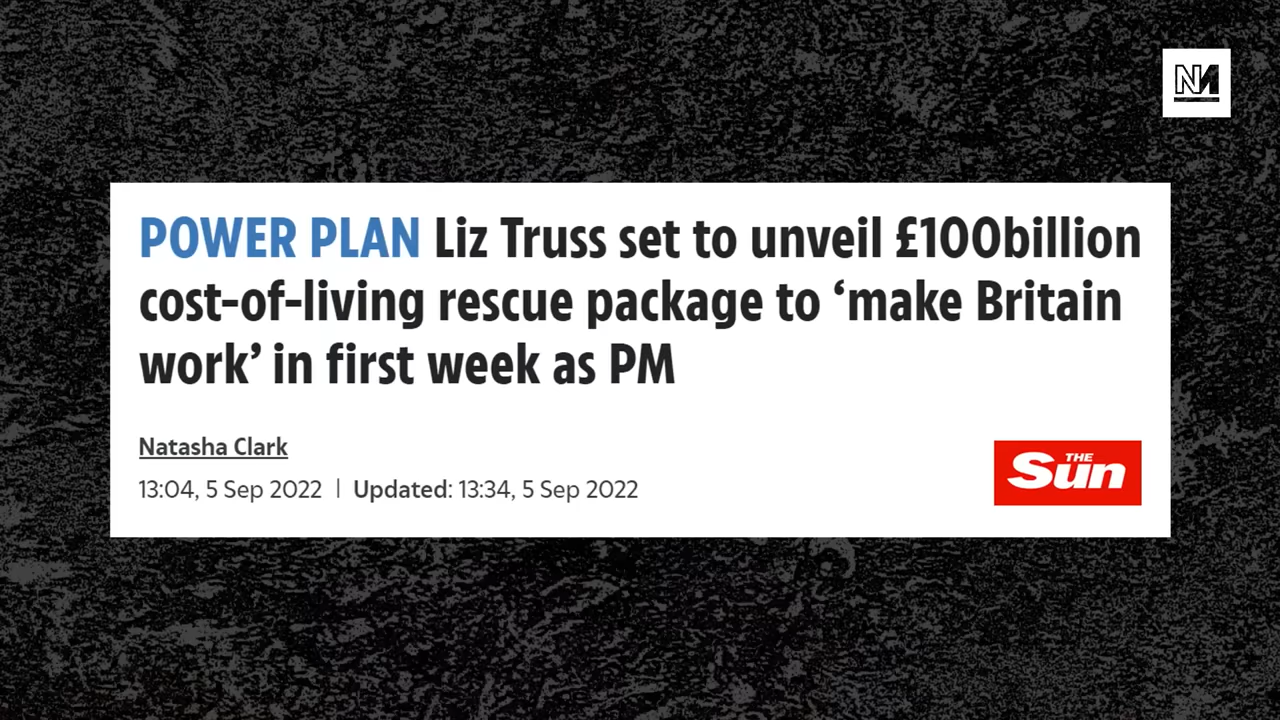 NM
POWER PLAN Liz Truss set to unveil £100billion
cost-of-living rescue package to ‘make Britain
work’ in first week as PM
Natasha Clark
13:04, 5 Sep 2022 | Updated: 13:34, 5 Sep 2022
THE
Sun